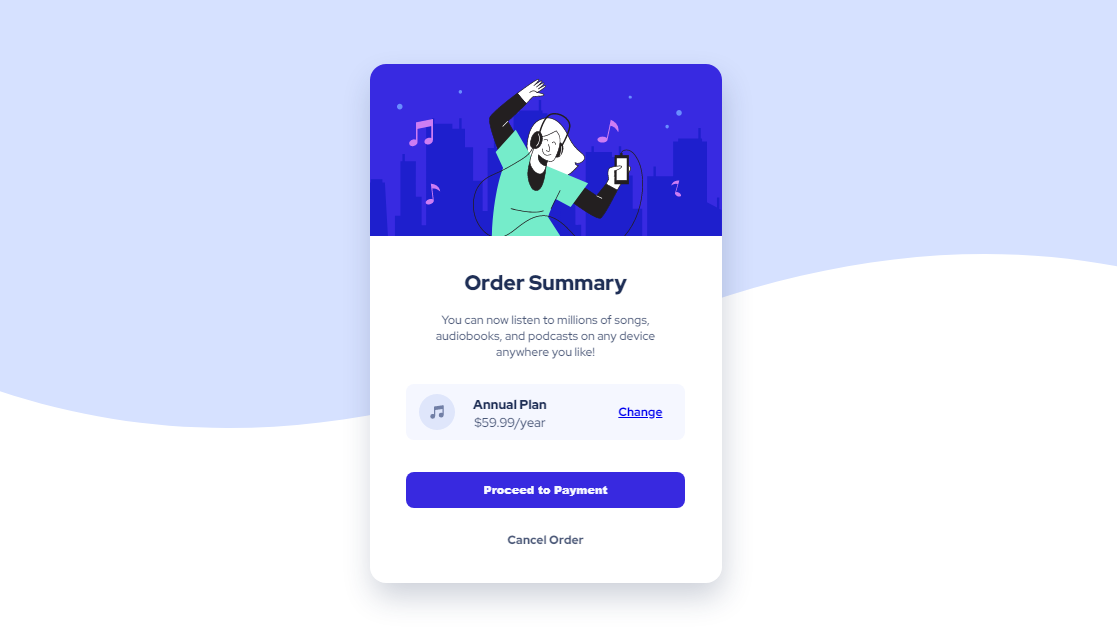 Order Summary
You can now listen to millions of songs,
audiobooks, and podcasts on any device
anywhere you like!
Annual Plan
$59.99/year
Change
Proceed to Payment
Cancel Order